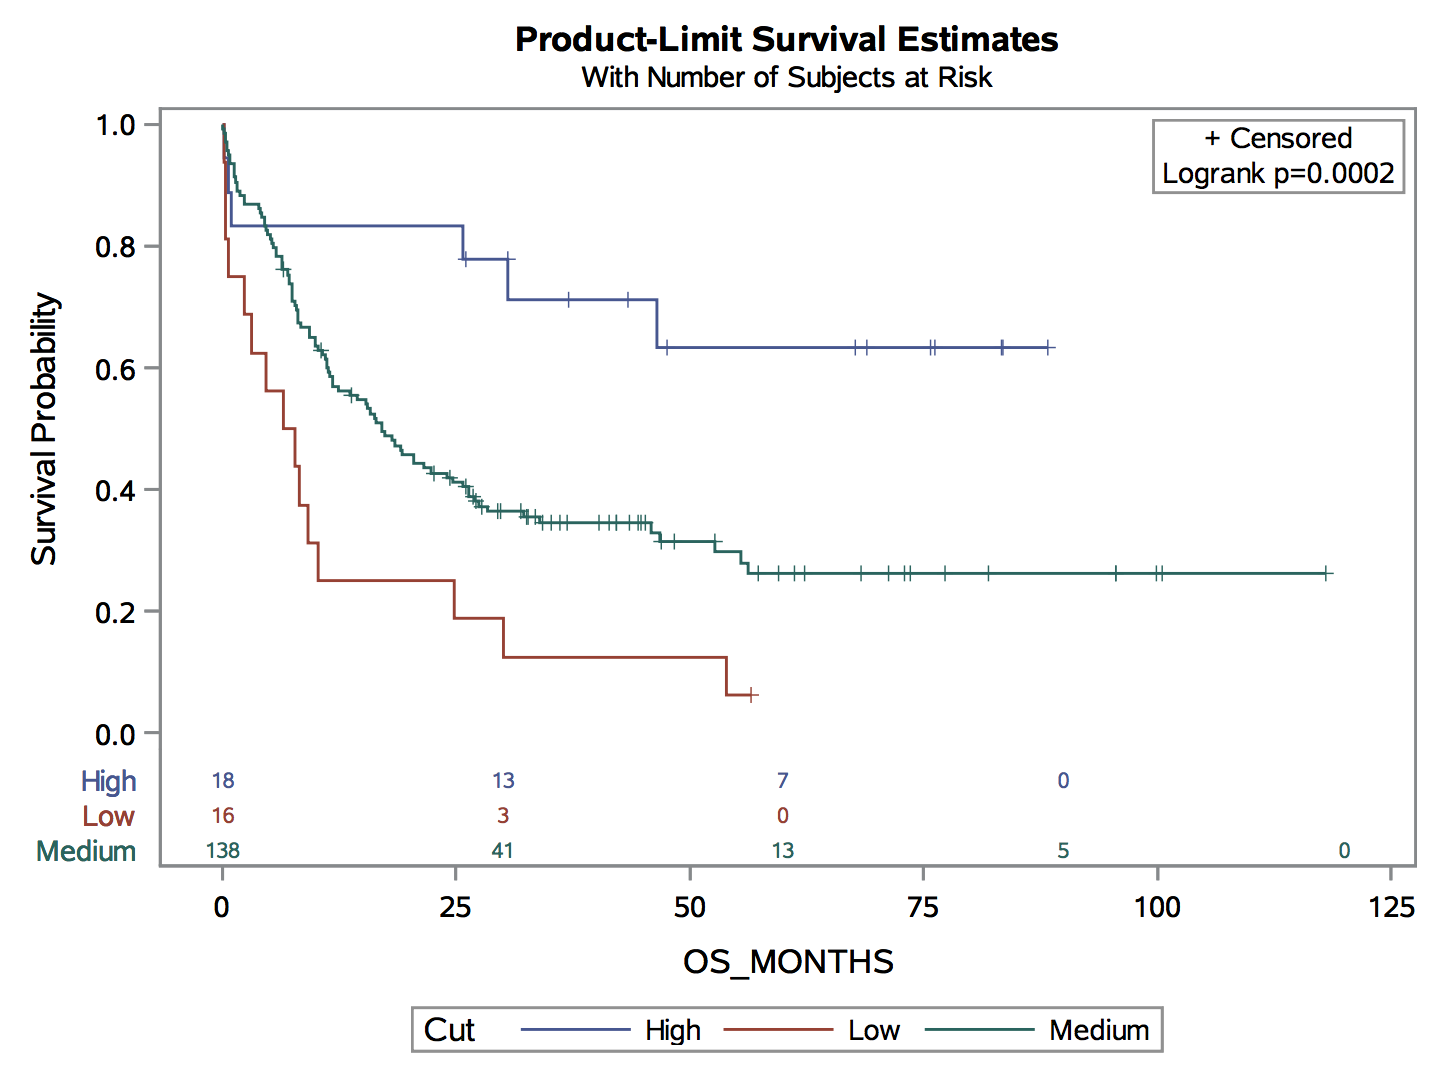 Product-Limit Survival Estimates
With Number of Subjects at Risk
+ Censored
Logrank p=0.0002
Survival Probability
1.0
0.8
0.6
0.4
0.2
0.0
High 18 13 7 0
Low 16 3 0
Medium 138 41 13 5 0
0 25 50 75 100 125
OS_MONTHS
Cut High Low Medium